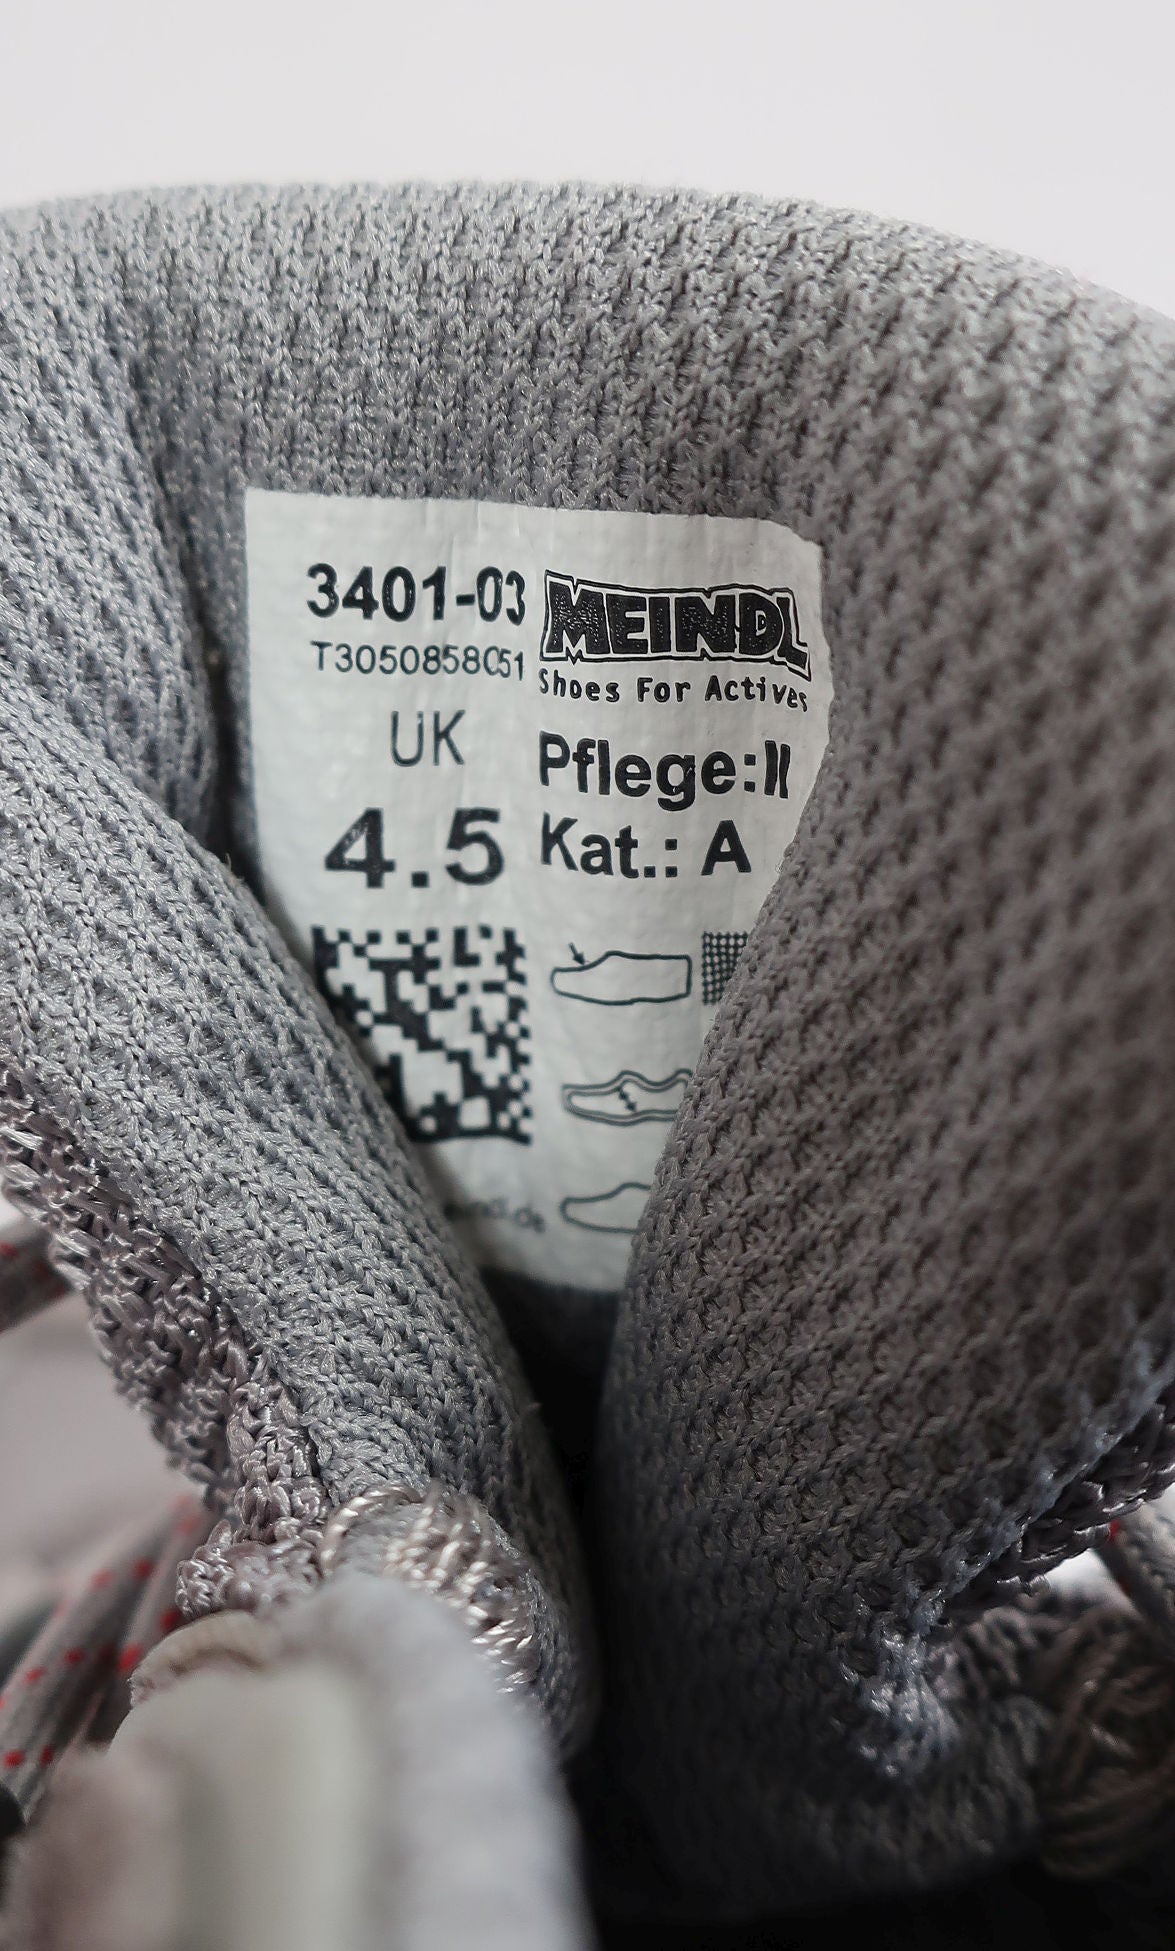 3401-03
T3050858051
UK
4.5
MEINDL
Shoes For Actives
Pflege:II
Kat.: A